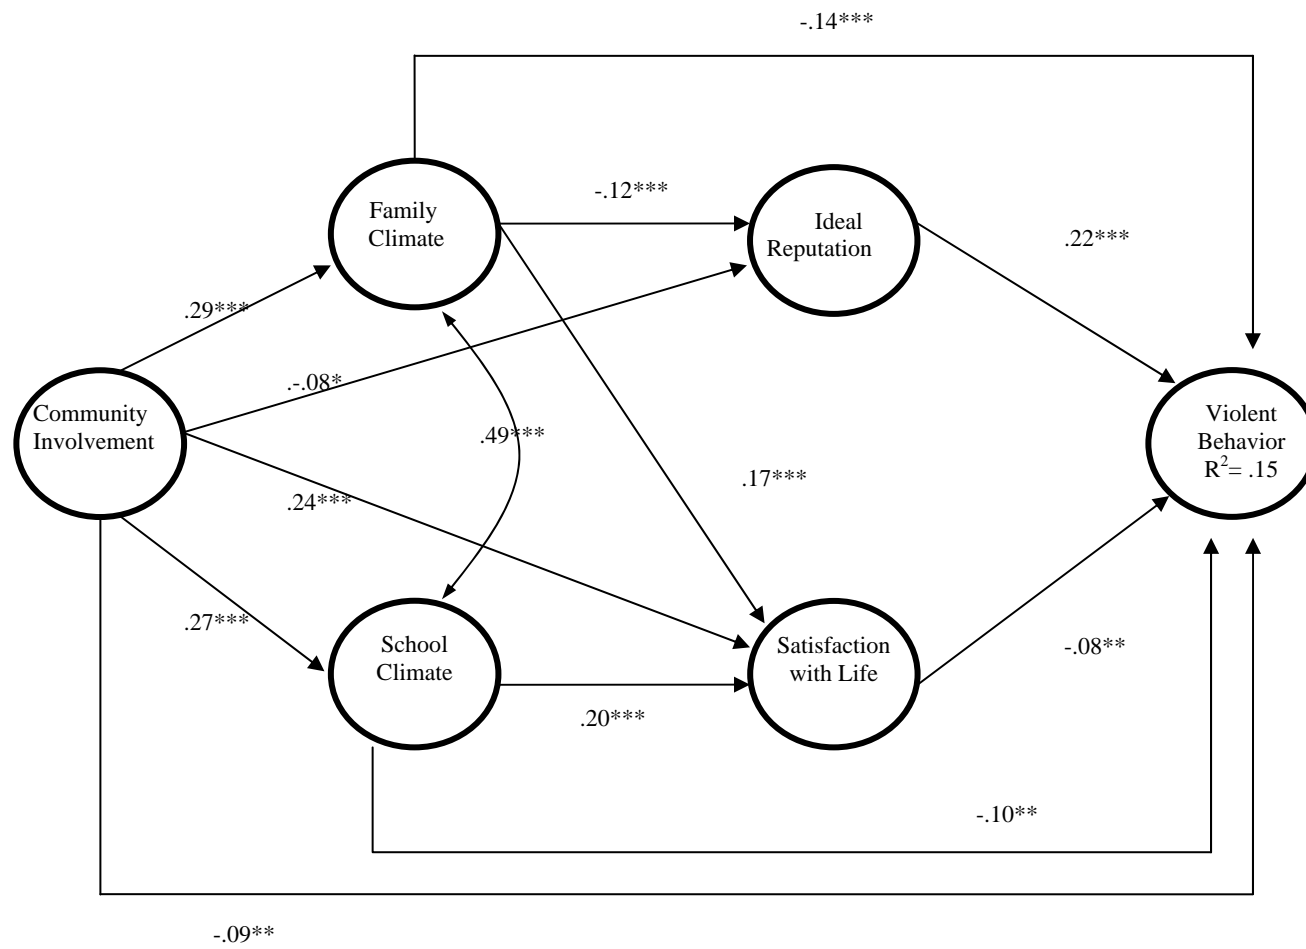 -.14***
Family
Climate
-.12***
Ideal
Reputation
.22***
.29***
.-.08*
Community
Involvement
.49***
Violent
Behavior
R²= .15
.17***
.24***
.27***
School
Climate
.20***
Satisfaction
with Life
-.08**
-.10**
-.09**